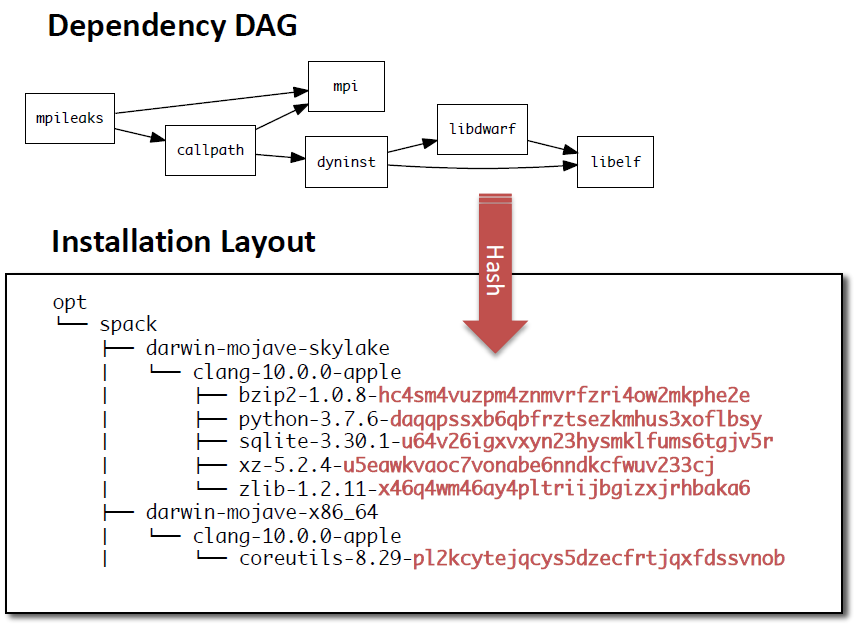 Dependency DAG
mpi
mpileaks
libdwarf
callpath
dyninst
libelf
Installation Layout
Hash
opt
└── spack
├── darwin-mojave-skylake
│ └── clang-10.0.0-apple
│ ├── bzip2-1.0.8-hc4sm4vuzpm4znmvrfzri4ow2mkphe2e
│ ├── python-3.7.6-daqqpssxb6qbfrztsezkmhus3xoflbsy
│ ├── sqlite-3.30.1-u64v26igxvxyn23hysmklfums6tgjv5r
│ ├── xz-5.2.4-u5eawkvaoc7vonabe6nndkcfwuv233cj
│ └── zlib-1.2.11-x46q4wm46ay4pltriijbgizxjrhbaka6
├── darwin-mojave-x86_64
│ └── clang-10.0.0-apple
│ └── coreutils-8.29-pl2kcytejqcys5dzecfrtjqxfdssvnob